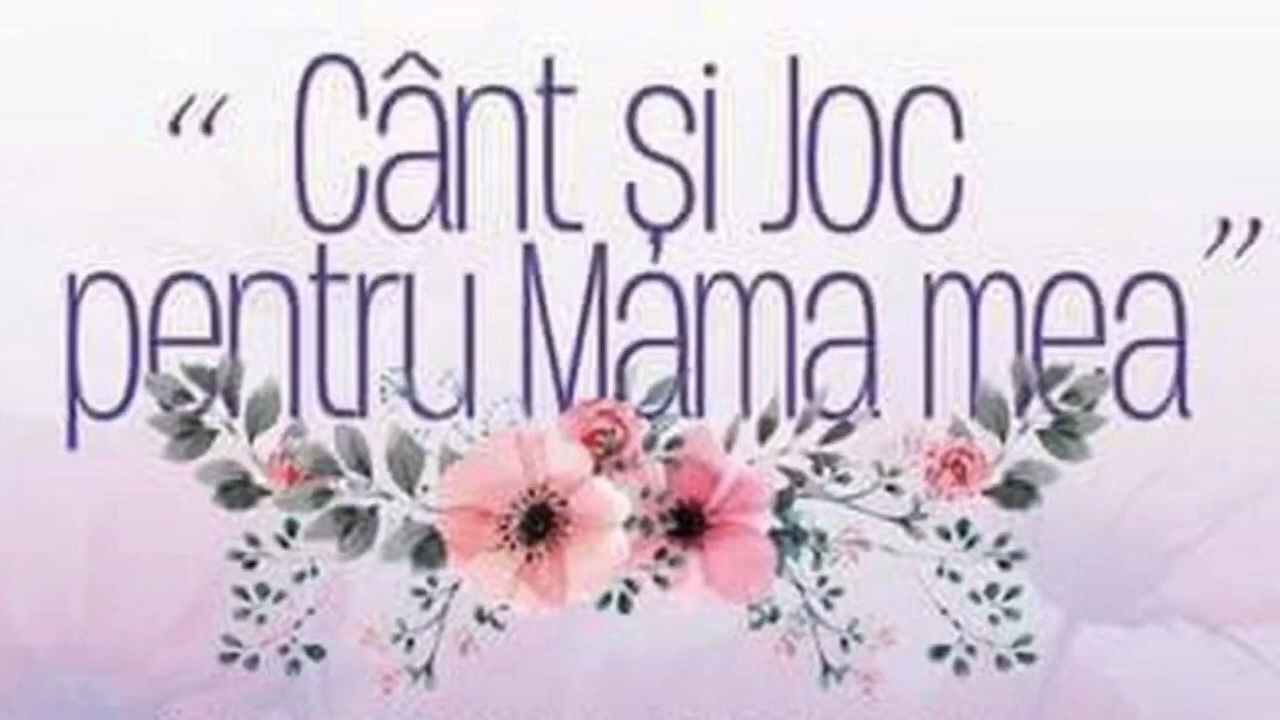 “ Cânt și Joc
pentru Mama mea ”